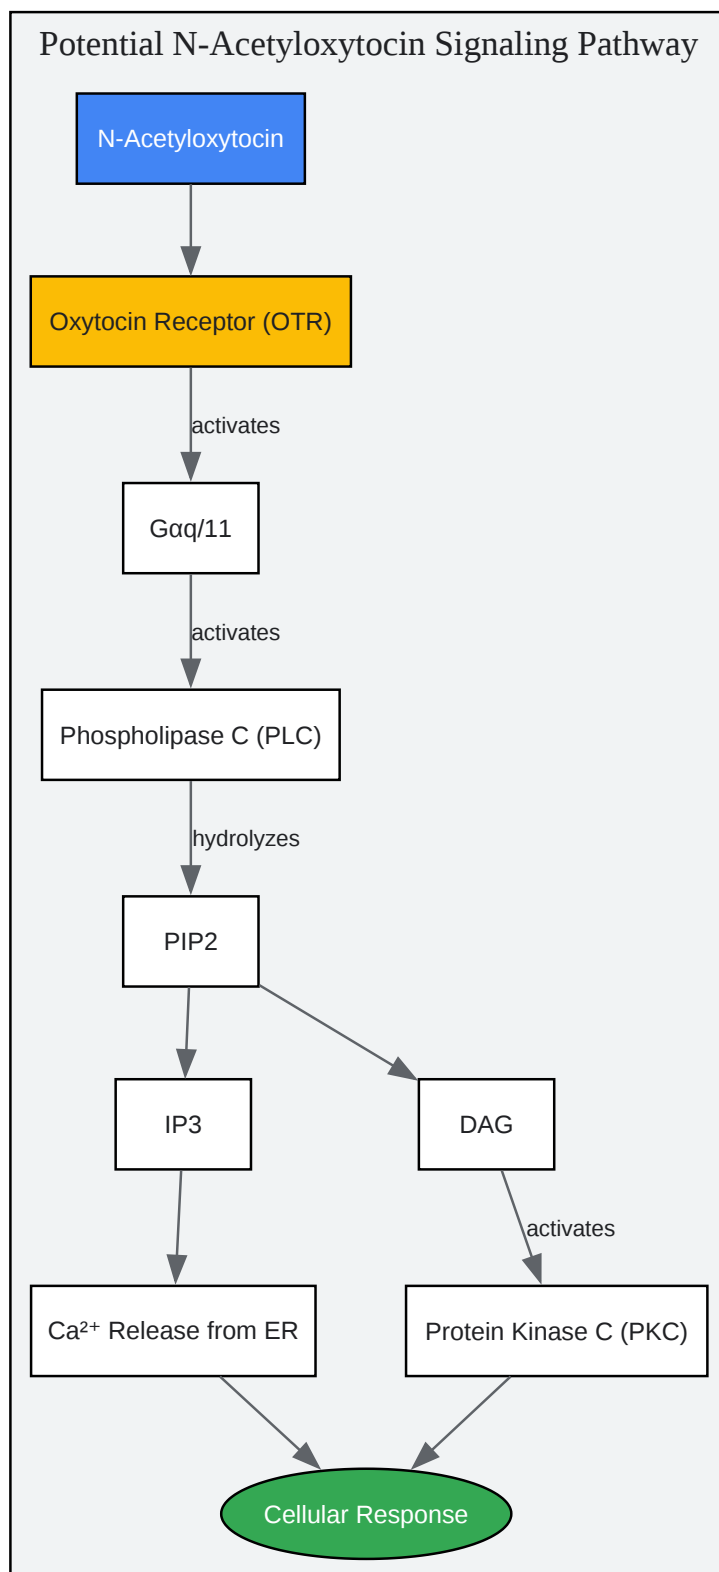 Potential N-Acetyloxytocin Signaling Pathway
N-Acetyloxytocin
Oxytocin Receptor (OTR)
activates
Gαq/11
activates
Phospholipase C (PLC)
hydrolyzes
PIP2
IP3
DAG
activates
Ca²⁺ Release from ER
Protein Kinase C (PKC)
Cellular Response